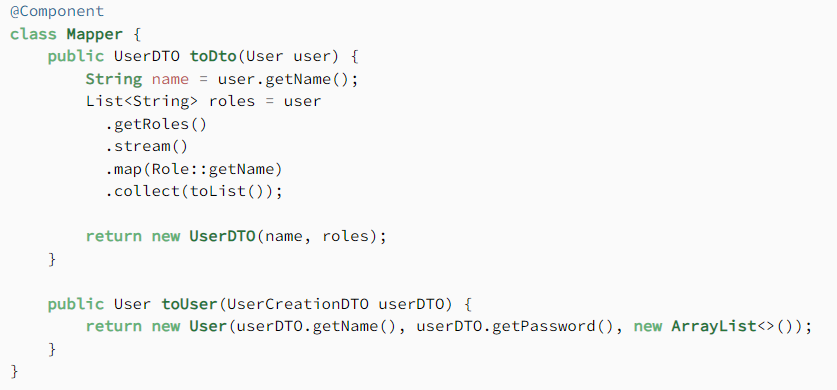 @Component
class Mapper {
    public UserDTO toDto(User user) {
        String name = user.getName();
        List<String> roles = user
          .getRoles()
          .stream()
          .map(Role::getName)
          .collect(toList());

        return new UserDTO(name, roles);
    }

    public User toUser(UserCreationDTO userDTO) {
        return new User(userDTO.getName(), userDTO.getPassword(), new ArrayList<>());
    }
}